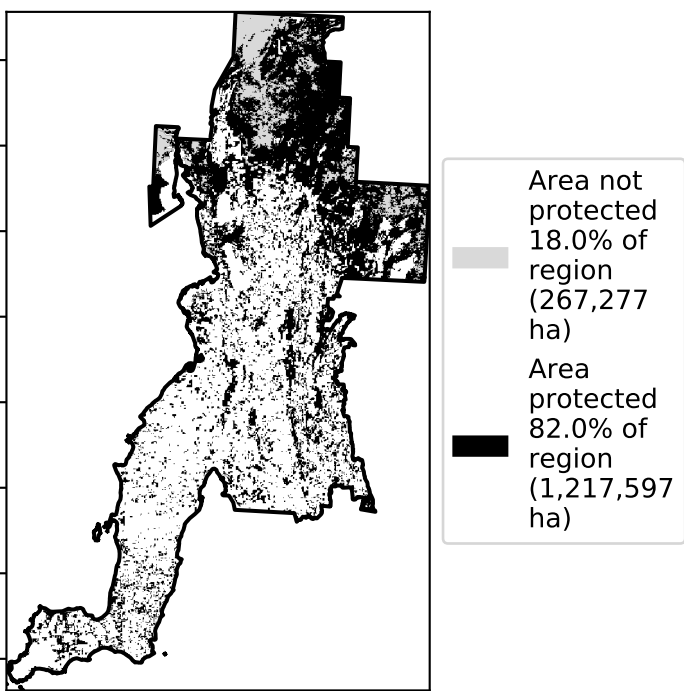 Area not
protected
18.0% of
region
(267,277
ha)
Area
protected
82.0% of
region
(1,217,597
ha)